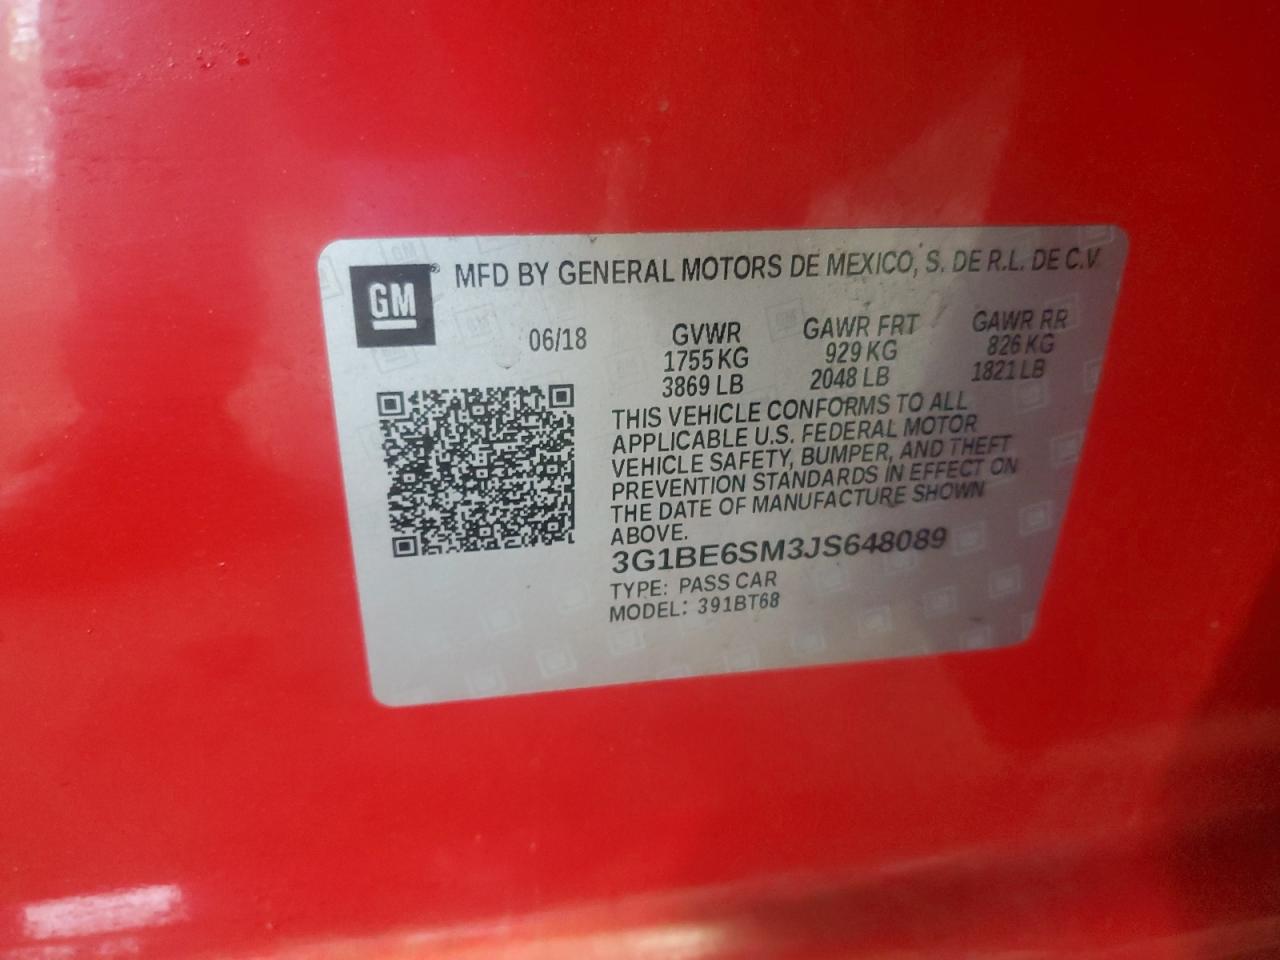 GM® MFD BY GENERAL MOTORS DE MEXICO, S. DE R.L. DE C.V.
06/18 GVWR GAWR FRT GAWR RR
1755 KG 929 KG 826 KG
3869 LB 2048 LB 1821 LB
THIS VEHICLE CONFORMS TO ALL
APPLICABLE U.S. FEDERAL MOTOR
VEHICLE SAFETY, BUMPER, AND THEFT
PREVENTION STANDARDS IN EFFECT ON
THE DATE OF MANUFACTURE SHOWN
ABOVE.
3G1BE6SM3JS648089
TYPE: PASS CAR
MODEL: 391BT68